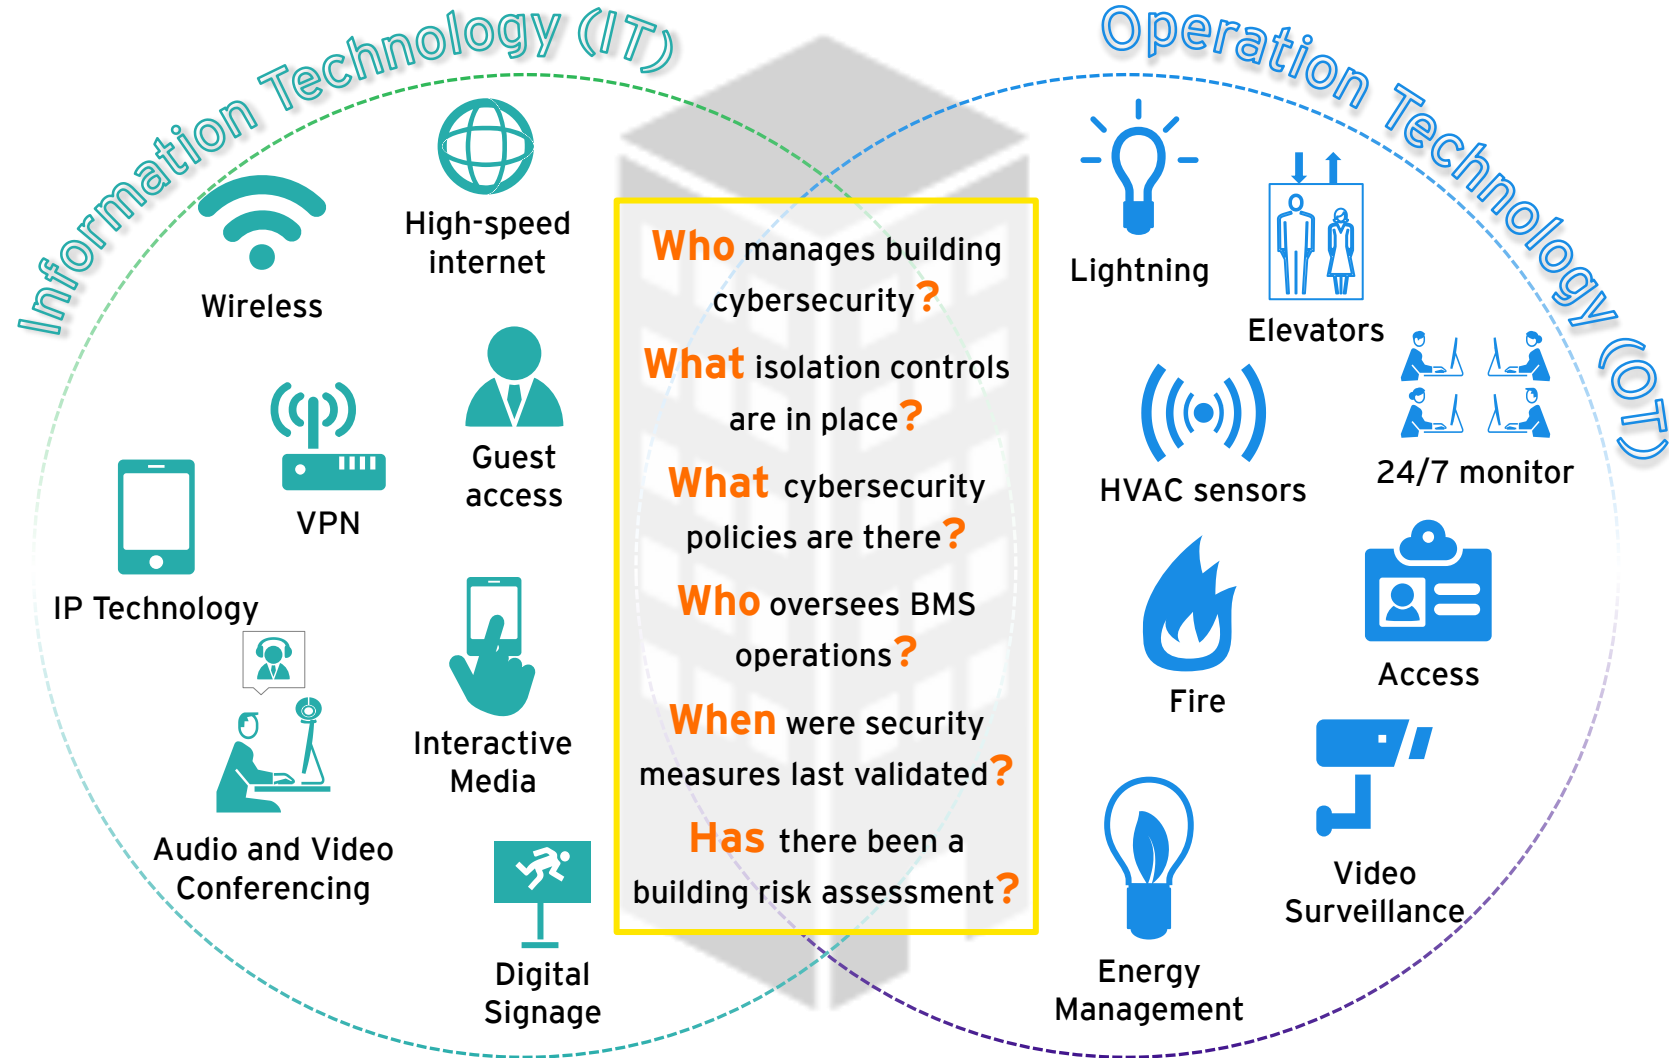 Information Technology (IT)
High-speed
internet
Wireless
Guest
access
VPN
IP Technology
Interactive
Media
Audio and Video
Conferencing
Digital
Signage
Who manages building
cybersecurity?
What isolation controls
are in place?
What cybersecurity
policies are there?
Who oversees BMS
operations?
When were security
measures last validated?
Has there been a
building risk assessment?
Operation Technology (OT)
Lightning
Elevators
HVAC sensors
24/7 monitor
Fire
Access
Video
Surveillance
Energy
Management